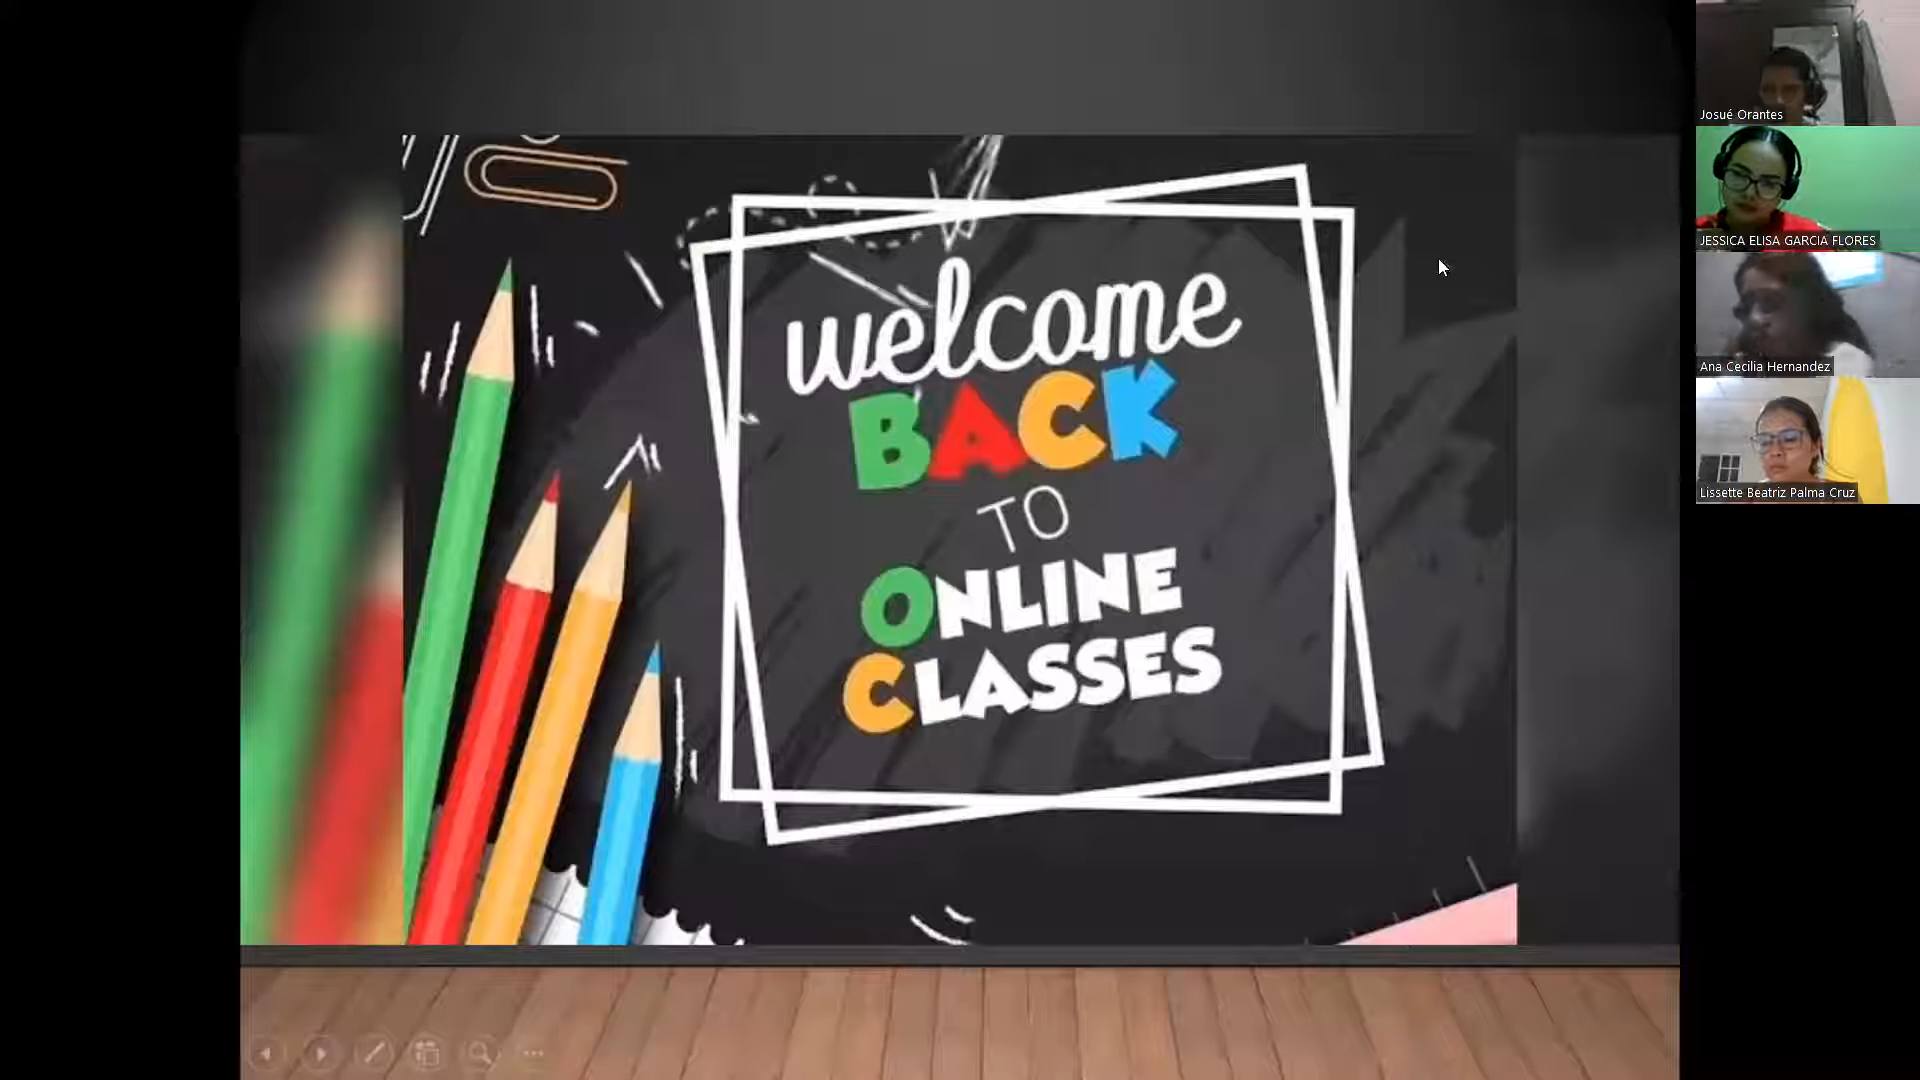 welcome
BACK
TO
ONLINE
CLASSES
Josué Orantes
JESSICA ELISA GARCIA FLORES
Ana Cecilia Hernandez
Lissette Beatriz Palma Cruz